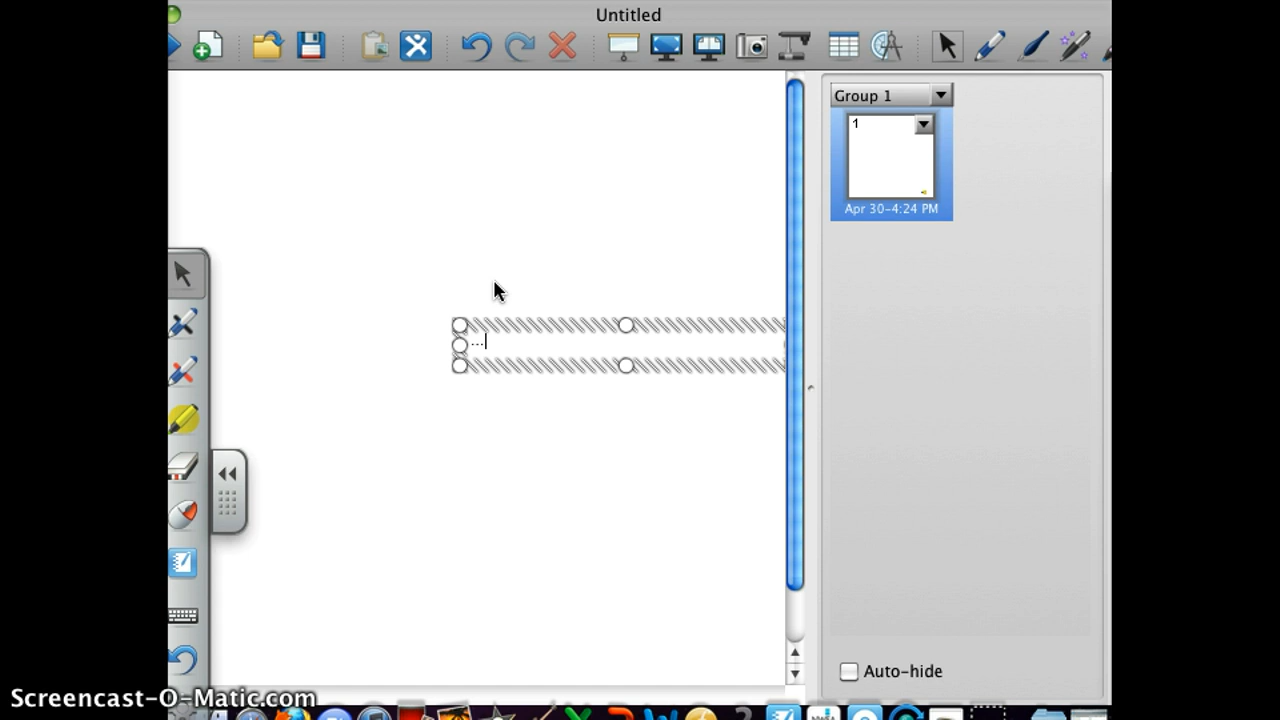 Untitled
Group 1
1
Apr 30-4:24 PM
...
Auto-hide
Screencast-O-Matic.com